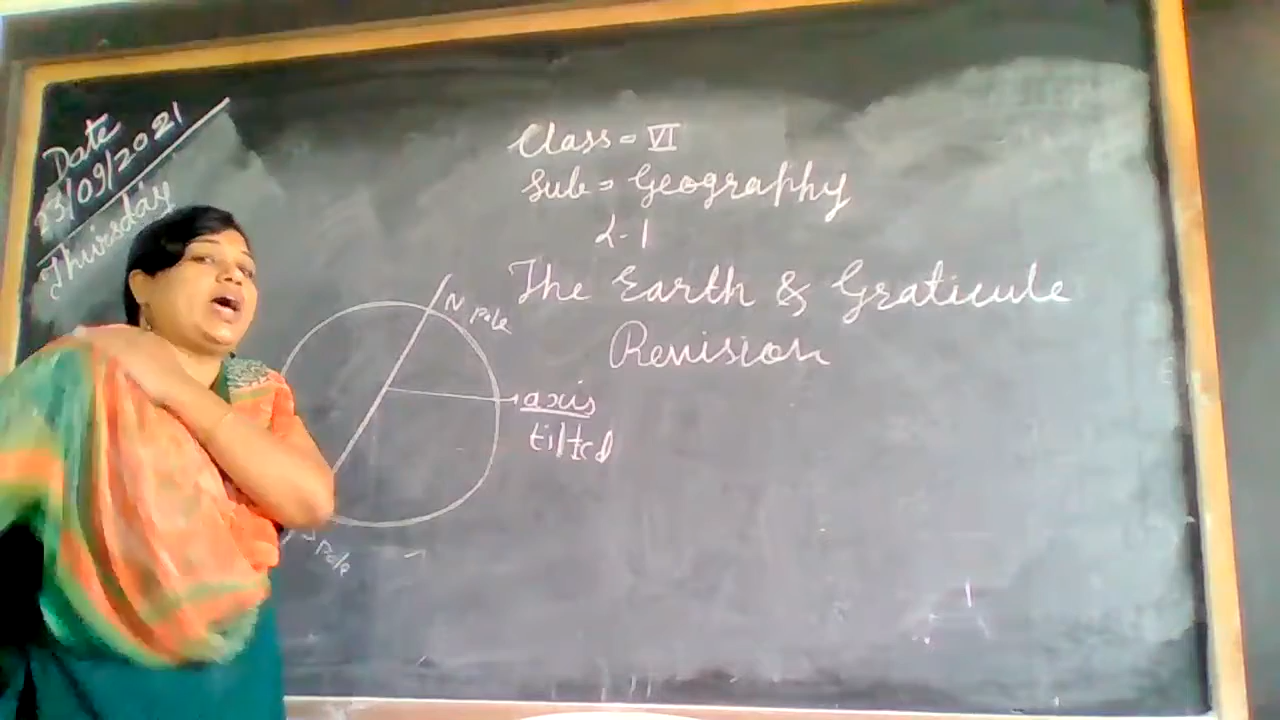 Date
23/09/2021
Thursday
Class = VI
Sub = Geography
L-1
The Earth & Graticule
Revision
N Pole
axis
tilted
Pole